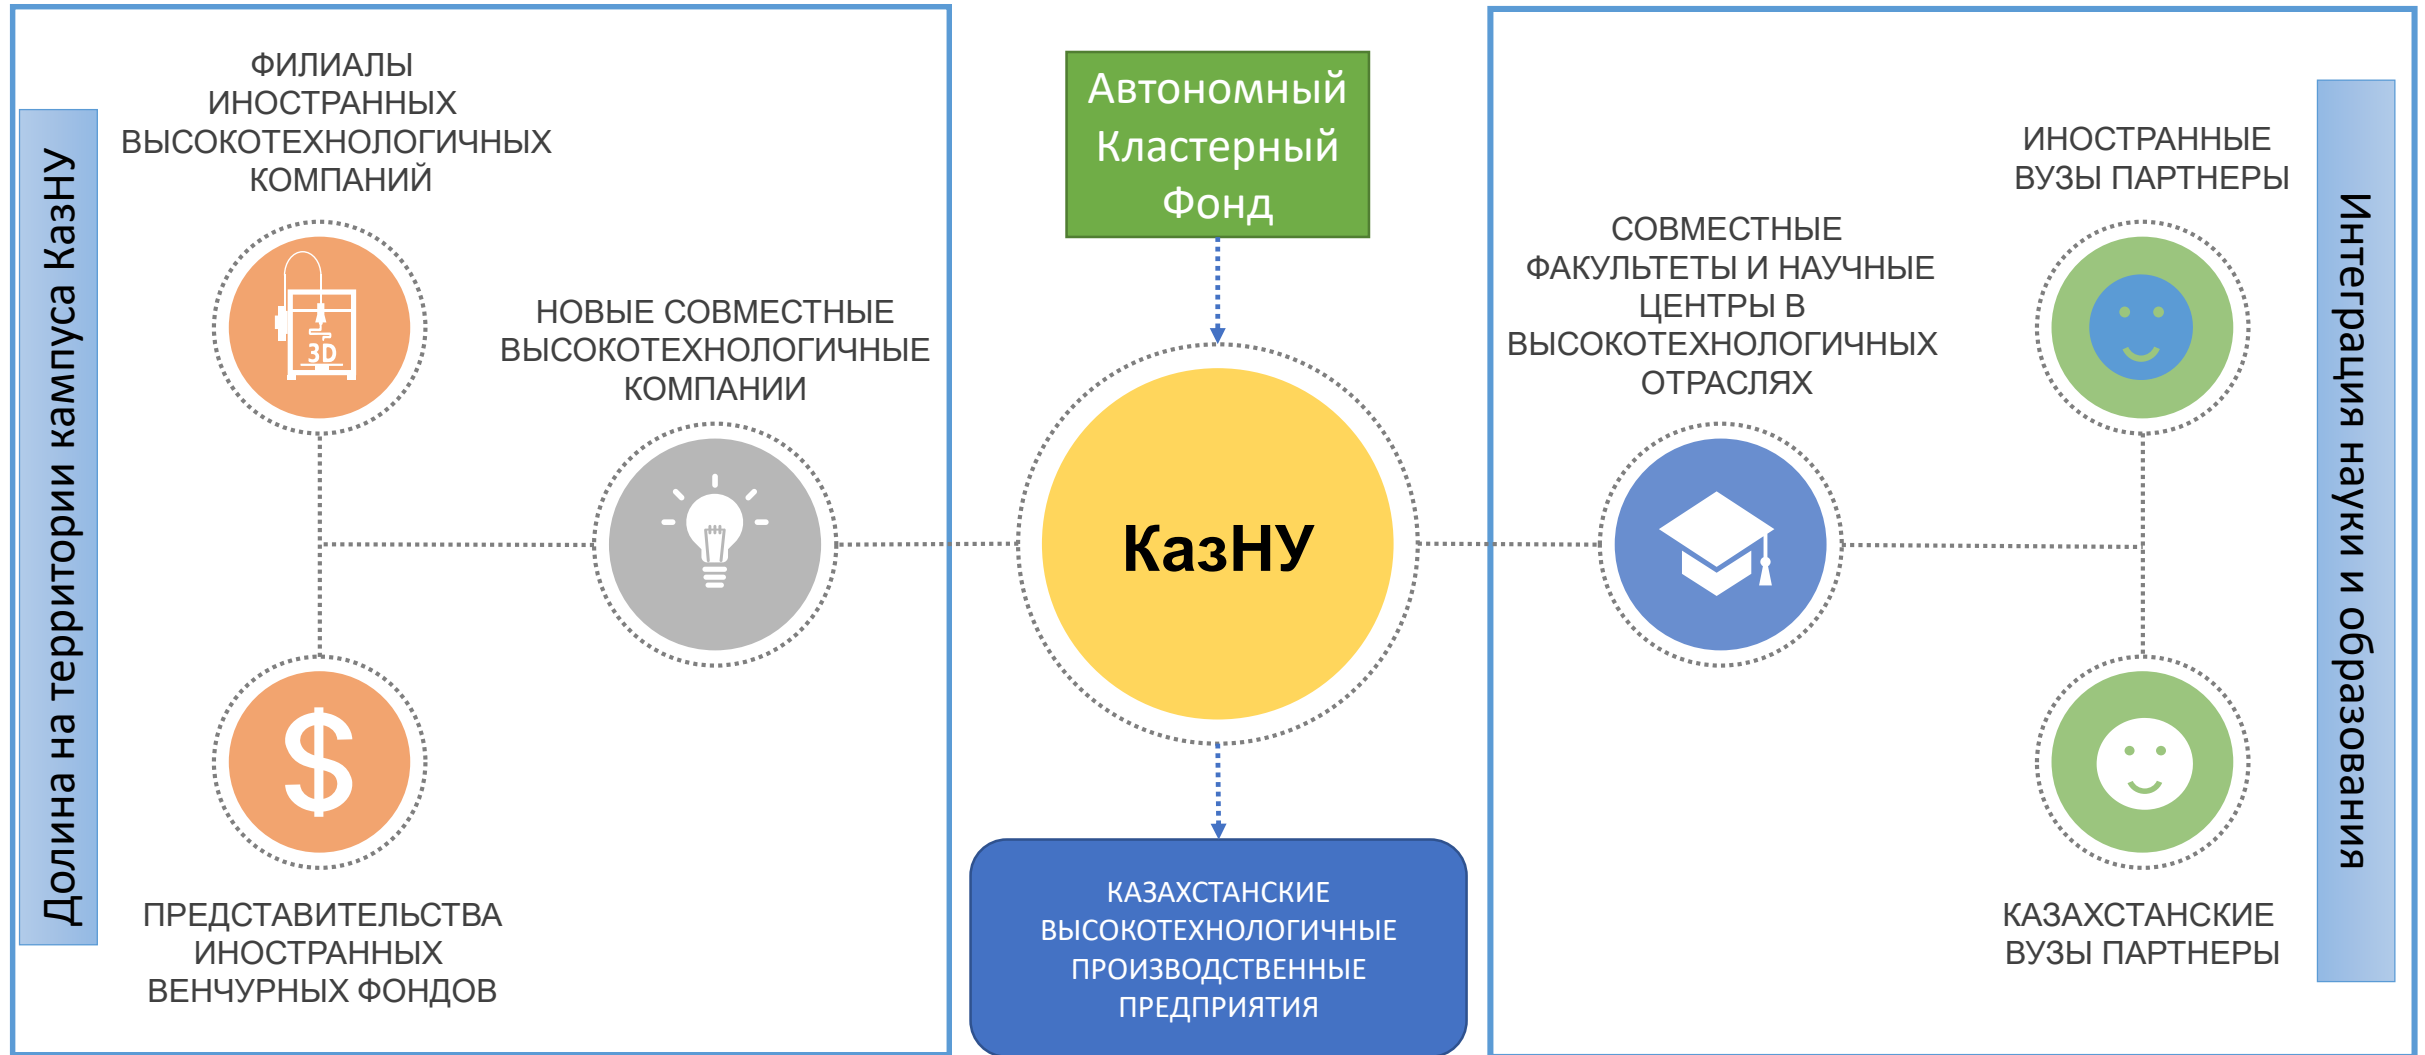 Долина на территории кампуса КазНУ
ФИЛИАЛЫ
ИНОСТРАННЫХ
ВЫСОКОТЕХНОЛОГИЧНЫХ
КОМПАНИЙ
3D
НОВЫЕ СОВМЕСТНЫЕ
ВЫСОКОТЕХНОЛОГИЧНЫЕ
КОМПАНИИ
$
ПРЕДСТАВИТЕЛЬСТВА
ИНОСТРАННЫХ
ВЕНЧУРНЫХ ФОНДОВ
Автономный
Кластерный
Фонд
КазНУ
КАЗАХСТАНСКИЕ
ВЫСОКОТЕХНОЛОГИЧНЫЕ
ПРОИЗВОДСТВЕННЫЕ
ПРЕДПРИЯТИЯ
СОВМЕСТНЫЕ
ФАКУЛЬТЕТЫ И НАУЧНЫЕ
ЦЕНТРЫ В
ВЫСОКОТЕХНОЛОГИЧНЫХ
ОТРАСЛЯХ
ИНОСТРАННЫЕ
ВУЗЫ ПАРТНЕРЫ
КАЗАХСТАНСКИЕ
ВУЗЫ ПАРТНЕРЫ
Интеграция науки и образования